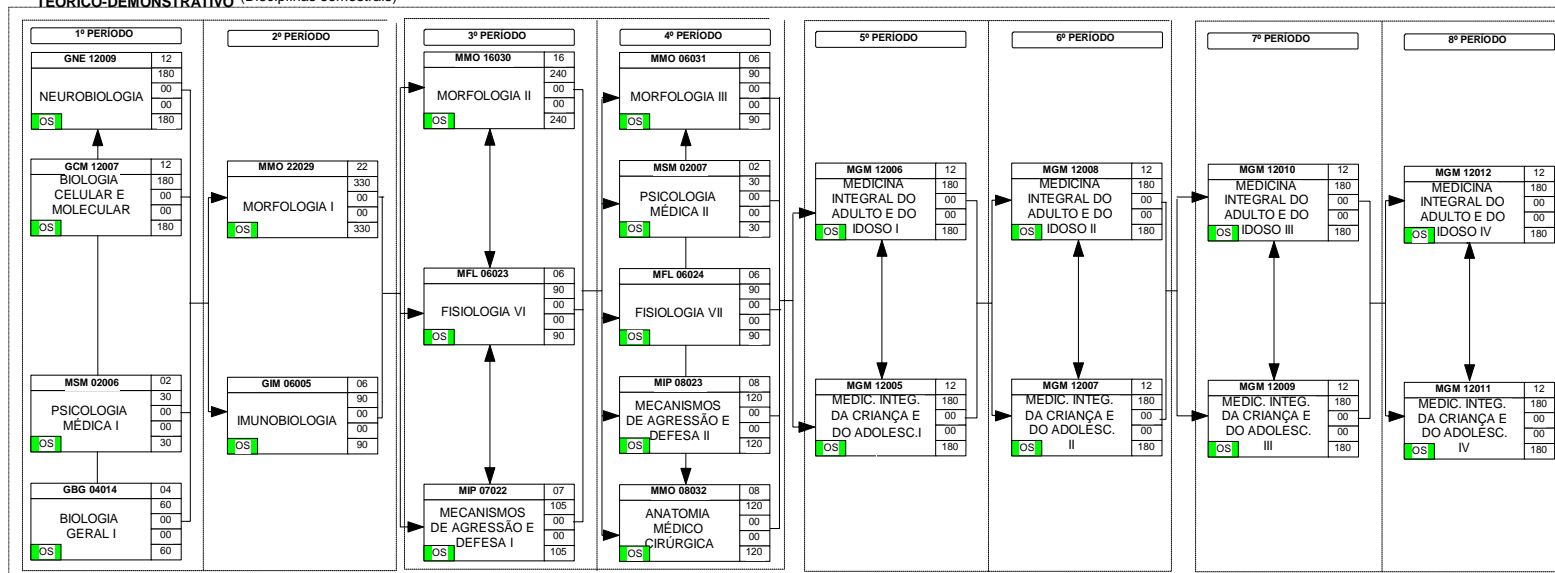 TEÓRICO-DEMONSTRATIVO (Disciplinas semestrais)
1º PERÍODO
GNE 12009 12
180
NEUROBIOLOGIA 00
00
OS 180
GCM 12007 12
BIOLOGIA 180
CELULAR E 00
MOLECULAR 00
OS 180
MSM 02006 02
30
PSICOLOGIA 00
MÉDICA I 00
OS 30
GBG 04014 04
60
BIOLOGIA 00
GERAL I 00
OS 60
2º PERÍODO
MMO 22029 22
330
MORFOLOGIA I 00
00
OS 330
GIM 06005 06
90
IMUNOBIOLOGIA 00
00
OS 90
3º PERÍODO
MMO 16030 16
240
MORFOLOGIA II 00
00
OS 240
MFL 06023 06
90
FISIOLOGIA VI 00
00
OS 90
MIP 07022 07
MECANISMOS 105
DE AGRESSÃO E 00
DEFESA I 00
OS 105
4º PERÍODO
MMO 06031 06
90
MORFOLOGIA III 00
00
OS 90
MSM 02007 02
30
PSICOLOGIA 00
MÉDICA II 00
OS 30
MFL 06024 06
90
FISIOLOGIA VII 00
00
OS 90
MIP 08023 08
MECANISMOS 120
DE AGRESSÃO E 00
DEFESA II 00
OS 120
MMO 08032 08
ANATOMIA 120
MÉDICO 00
CIRÚRGICA 00
OS 120
5º PERÍODO
MGM 12006 12
MEDICINA 180
INTEGRAL DO 00
ADULTO E DO 00
OS IDOSO I 180
MGM 12005 12
MEDIC. INTEG. 180
DA CRIANÇA E 00
DO ADOLESC.I 00
OS 180
6º PERÍODO
MGM 12008 12
MEDICINA 180
INTEGRAL DO 00
ADULTO E DO 00
OS IDOSO II 180
MGM 12007 12
MEDIC. INTEG. 180
DA CRIANÇA E 00
DO ADOLESC. 00
OS II 180
7º PERÍODO
MGM 12010 12
MEDICINA 180
INTEGRAL DO 00
ADULTO E DO 00
OS IDOSO III 180
MGM 12009 12
MEDIC. INTEG. 180
DA CRIANÇA E 00
DO ADOLESC. 00
OS III 180
8º PERÍODO
MGM 12012 12
MEDICINA 180
INTEGRAL DO 00
ADULTO E DO 00
OS IDOSO IV 180
MGM 12011 12
MEDIC. INTEG. 180
DA CRIANÇA E 00
DO ADOLESC. 00
OS IV 180